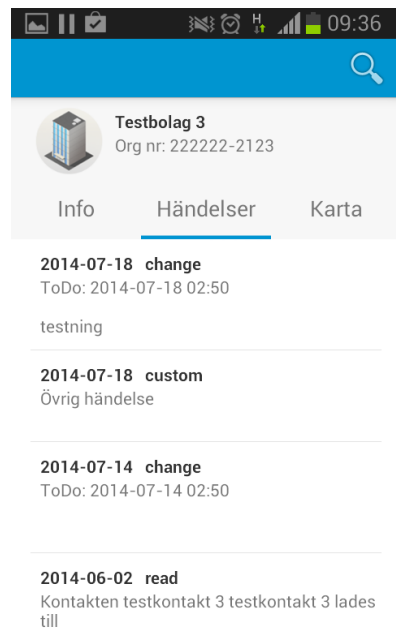 H
09:36
Testbolag 3
Org nr: 222222-2123
Info Händelser Karta
2014-07-18 change
ToDo: 2014-07-18 02:50
testning
2014-07-18 custom
Övrig händelse
2014-07-14 change
ToDo: 2014-07-14 02:50
2014-06-02 read
Kontakten testkontakt 3 testkontakt 3 lades
till